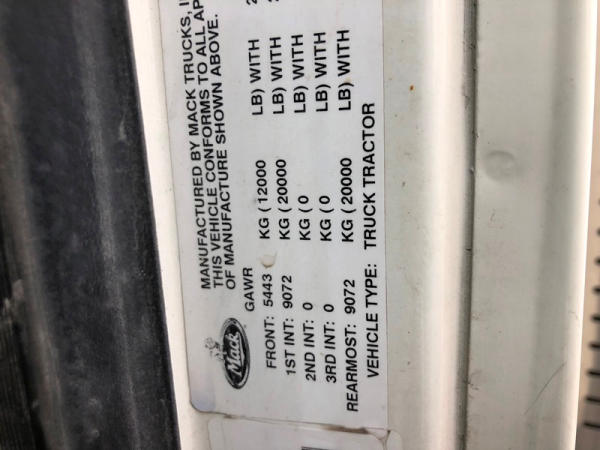 MANUFACTURED BY MACK TRUCKS,
THIS VEHICLE CONFORMS TO ALL AP
OF MANUFACTURE SHOWN ABOVE.
Mack
GAWR
FRONT: 5443 KG ( 12000 LB) WITH
1ST INT: 9072 KG ( 20000 LB) WITH
2ND INT: 0 KG ( 0 LB) WITH
3RD INT: 0 KG ( 0 LB) WITH
REARMOST: 9072 KG ( 20000 LB) WITH
VEHICLE TYPE: TRUCK TRACTOR